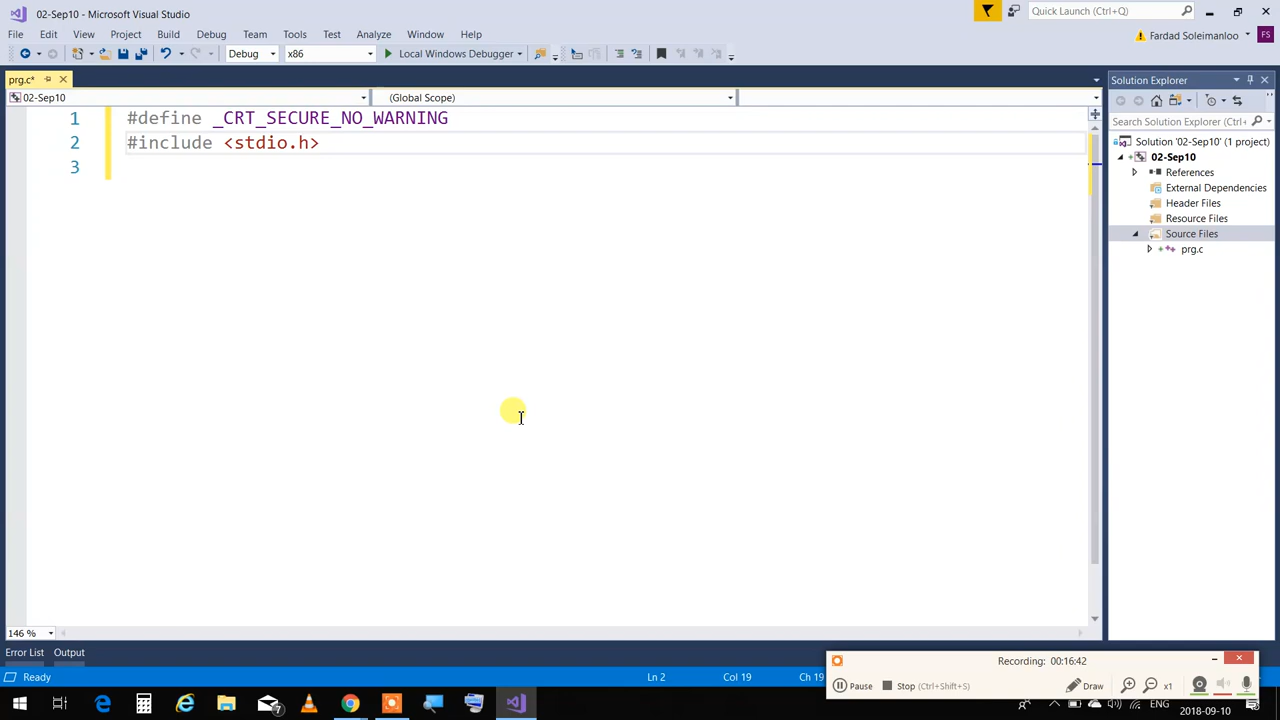 02-Sep10 - Microsoft Visual Studio
Quick Launch (Ctrl+Q)
File Edit View Project Build Debug Team Tools Test Analyze Window Help
Fardad Soleimanloo
FS
Debug
x86
Local Windows Debugger
prg.c*
Solution Explorer
02-Sep10
(Global Scope)
Search Solution Explorer (Ctrl+
1 #define _CRT_SECURE_NO_WARNING
2 #include <stdio.h>
3
Solution '02-Sep10' (1 project)
02-Sep10
References
External Dependencies
Header Files
Resource Files
Source Files
prg.c
146 %
Error List Output
Recording: 00:16:42
Ready
Ln 2
Col 19
Ch 19
Pause
Stop (Ctrl+Shift+S)
Draw
x1
7
ENG
2018-09-10